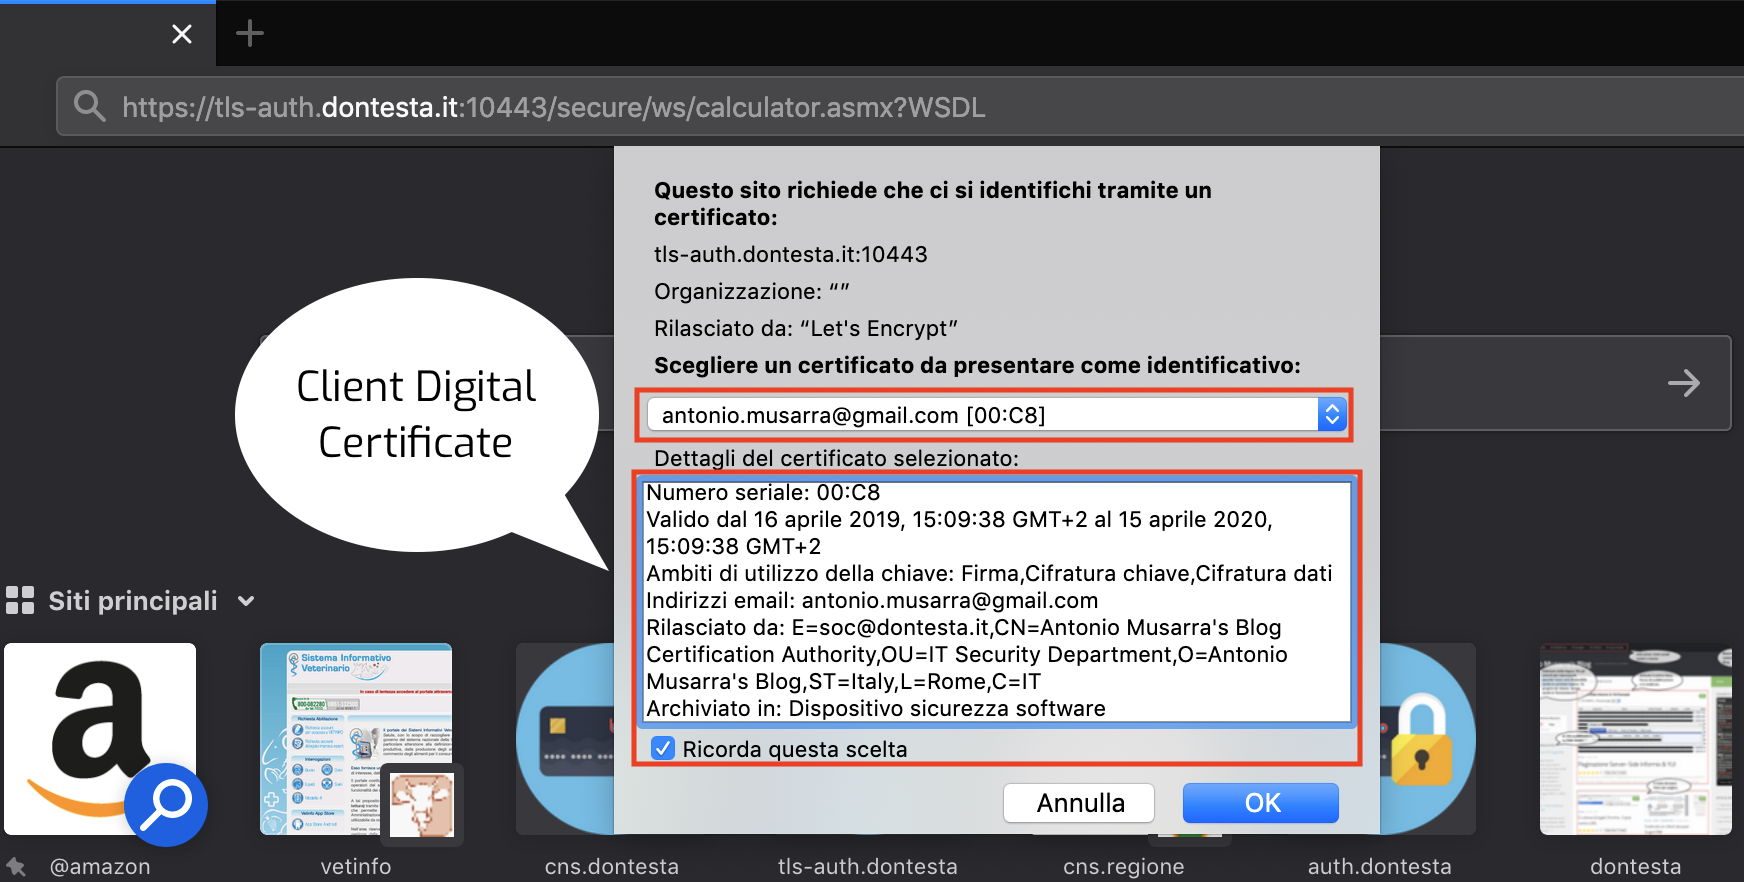 https://tls-auth.dontesta.it:10443/secure/ws/calculator.asmx?WSDL
Questo sito richiede che ci si identifichi tramite un
certificato:
tls-auth.dontesta.it:10443
Organizzazione: “”
Rilasciato da: “Let's Encrypt”
Scegliere un certificato da presentare come identificativo:
antonio.musarra@gmail.com [00:C8]
Dettagli del certificato selezionato:
Numero seriale: 00:C8
Valido dal 16 aprile 2019, 15:09:38 GMT+2 al 15 aprile 2020,
15:09:38 GMT+2
Ambiti di utilizzo della chiave: Firma,Cifratura chiave,Cifratura dati
Indirizzi email: antonio.musarra@gmail.com
Rilasciato da: E=soc@dontesta.it,CN=Antonio Musarra's Blog
Certification Authority,OU=IT Security Department,O=Antonio
Musarra's Blog,ST=Italy,L=Rome,C=IT
Archiviato in: Dispositivo sicurezza software
Ricorda questa scelta
Annulla
OK
Client Digital
Certificate
Siti principali
a
Sistema Informativo
Veterinario
@amazon
vetinfo
cns.dontesta
tls-auth.dontesta
cns.regione
auth.dontesta
dontesta